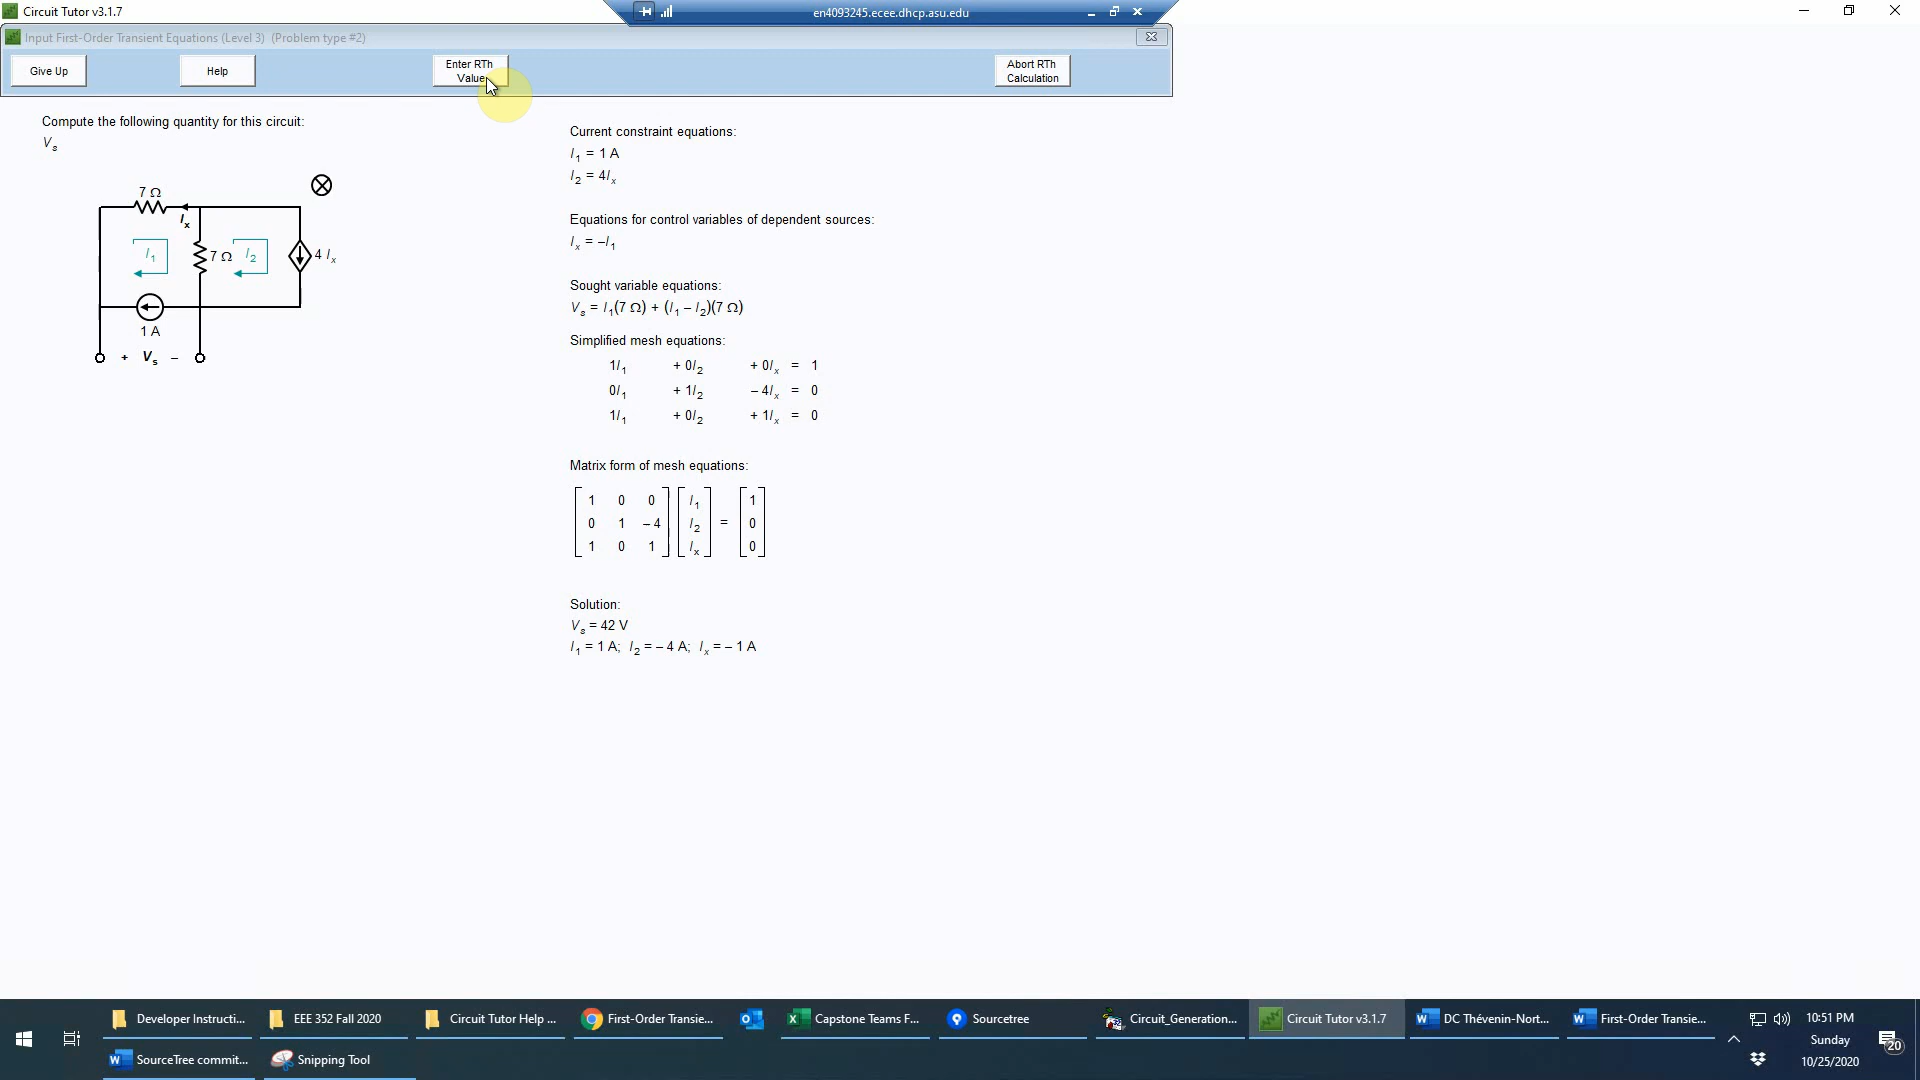 Circuit Tutor v3.1.7
en4093245.ecee.dhcp.asu.edu
Input First-Order Transient Equations (Level 3) (Problem type #2)
Give Up
Help
Enter RTh
Value
Abort RTh
Calculation
Compute the following quantity for this circuit:
Vs
7 Ω
Ix
I1
7 Ω
I2
4 Ix
1 A
+ Vs –
Current constraint equations:
I1 = 1 A
I2 = 4Ix
Equations for control variables of dependent sources:
Ix = –I1
Sought variable equations:
Vs = I1(7 Ω) + (I1 – I2)(7 Ω)
Simplified mesh equations:
1I1 + 0I2 + 0Ix = 1
0I1 + 1I2 – 4Ix = 0
1I1 + 0I2 + 1Ix = 0
Matrix form of mesh equations:
1 0 0 I1 1
0 1 – 4 I2 = 0
1 0 1 Ix 0
Solution:
Vs = 42 V
I1 = 1 A; I2 = – 4 A; Ix = – 1 A
Developer Instructi...
EEE 352 Fall 2020
Circuit Tutor Help ...
First-Order Transie...
Capstone Teams F...
Sourcetree
Circuit_Generation...
Circuit Tutor v3.1.7
DC Thévenin-Nort...
First-Order Transie...
SourceTree commit...
Snipping Tool
10:51 PM
Sunday
10/25/2020
20